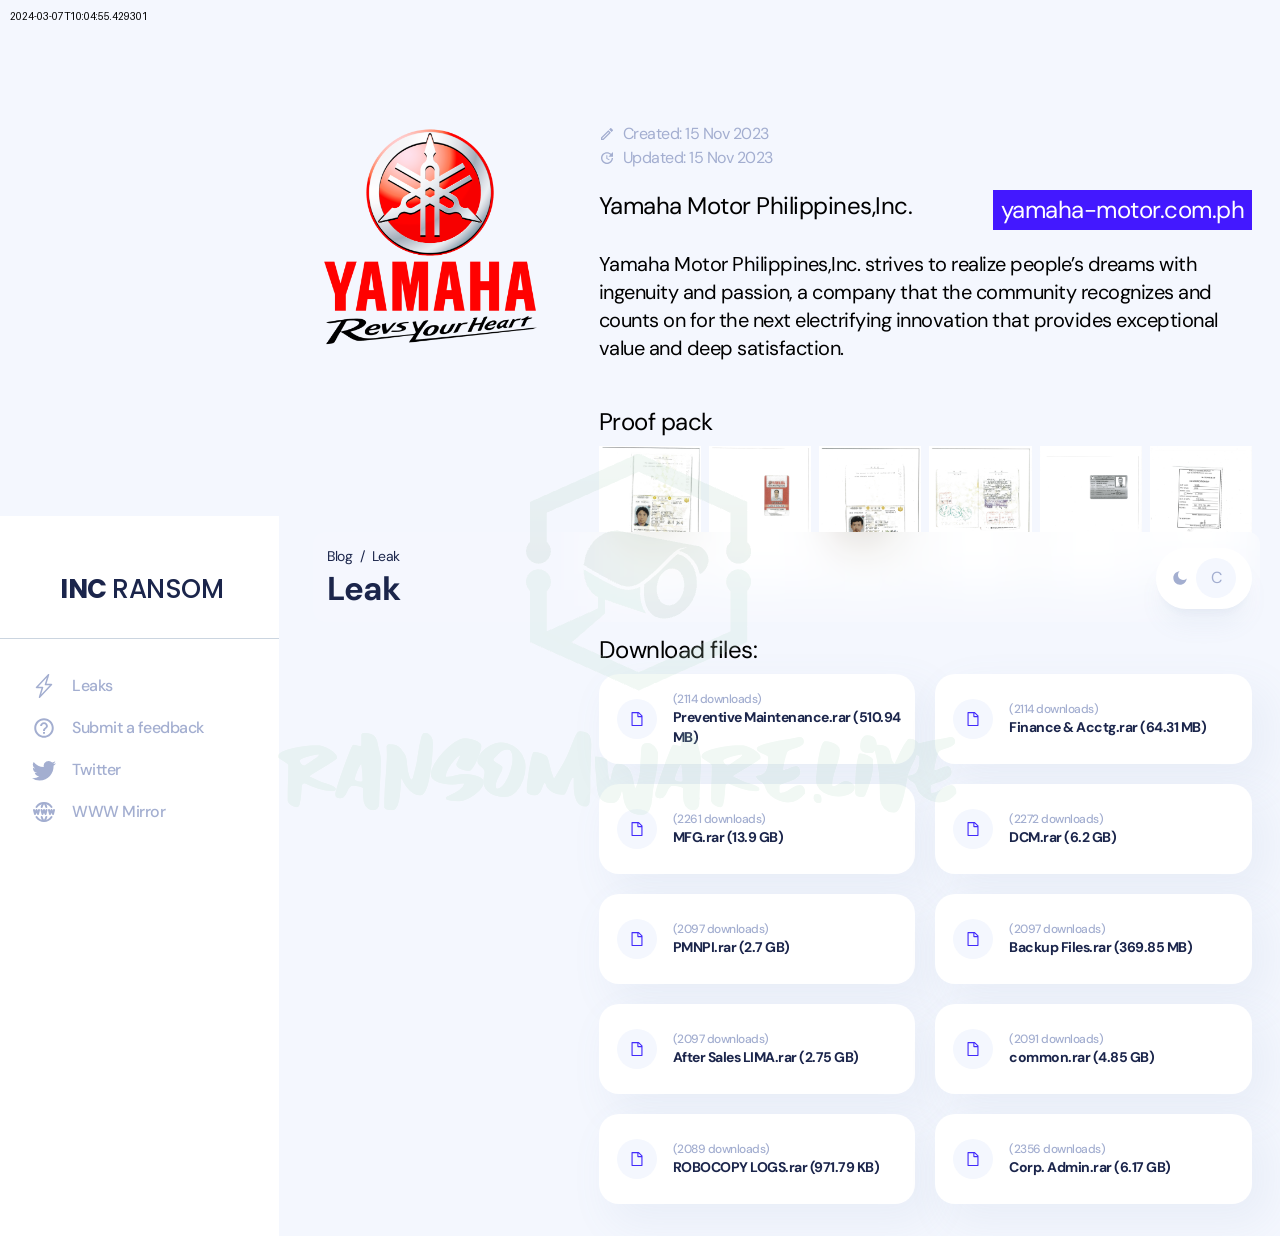 2024-03-07T10:04:55.429301
Created: 15 Nov 2023
Updated: 15 Nov 2023
Yamaha Motor Philippines,Inc.
yamaha-motor.com.ph
YAMAHA
Revs Your Heart
Yamaha Motor Philippines,Inc. strives to realize people’s dreams with
ingenuity and passion, a company that the community recognizes and
counts on for the next electrifying innovation that provides exceptional
value and deep satisfaction.
Proof pack
INC RANSOM
Leaks
Submit a feedback
Twitter
WWW Mirror
Blog / Leak
Leak
C
Download files:
(2114 downloads)
Preventive Maintenance.rar (510.94
MB)
(2114 downloads)
Finance & Acctg.rar (64.31 MB)
RANSOMWARE.LIVE
(2261 downloads)
MFG.rar (13.9 GB)
(2272 downloads)
DCM.rar (6.2 GB)
(2097 downloads)
PMNPI.rar (2.7 GB)
(2097 downloads)
Backup Files.rar (369.85 MB)
(2097 downloads)
After Sales LIMA.rar (2.75 GB)
(2091 downloads)
common.rar (4.85 GB)
(2089 downloads)
ROBOCOPY LOGS.rar (971.79 KB)
(2356 downloads)
Corp. Admin.rar (6.17 GB)